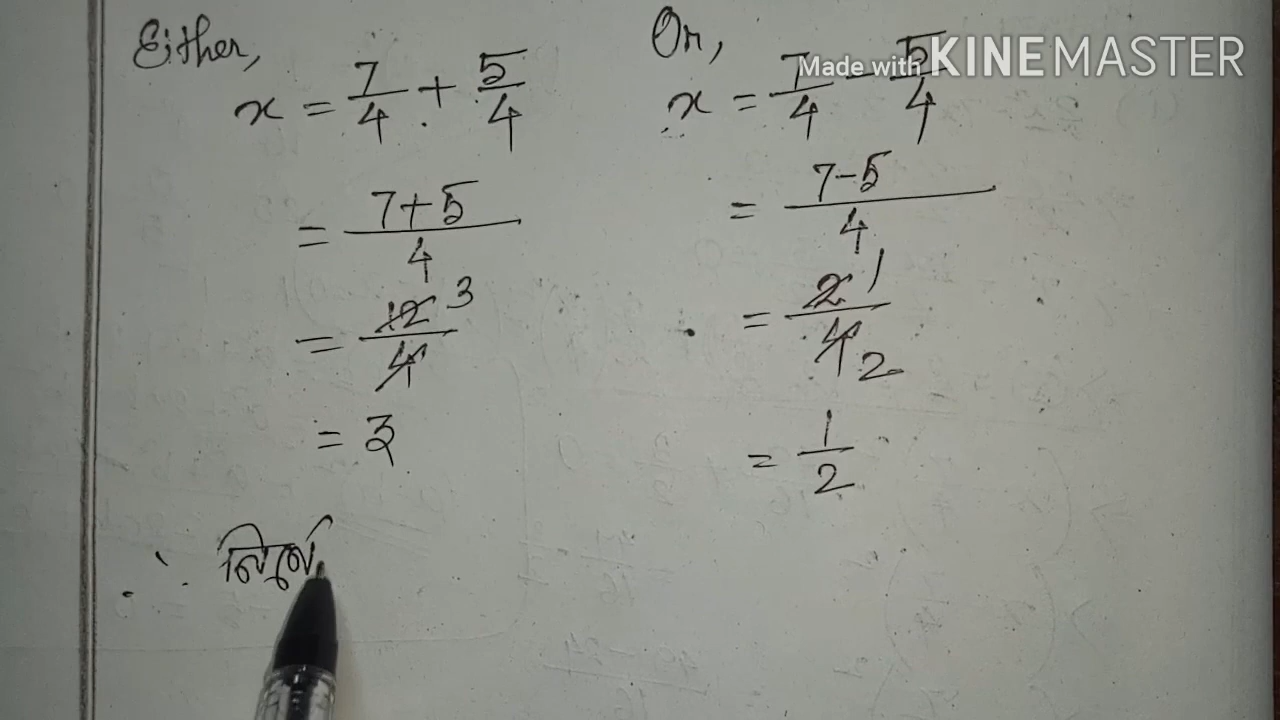 Either,
x = 7/4 + 5/4
= 7+5/4
= 12/4 3
= 3
Or,
x = 7/4 - 5/4
= 7-5/4
= 2/4 1 2
= 1/2
∴
Made with KINEMASTER